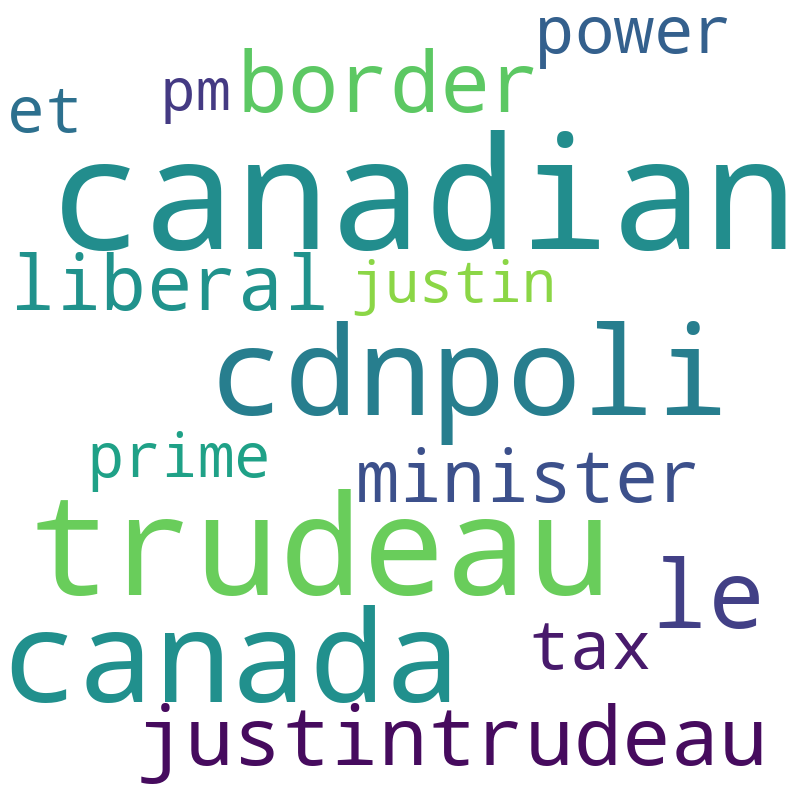 power
pm border
et
canadian
liberal justin
cdnpoli
prime minister
trudeau
le
canada tax
justintrudeau